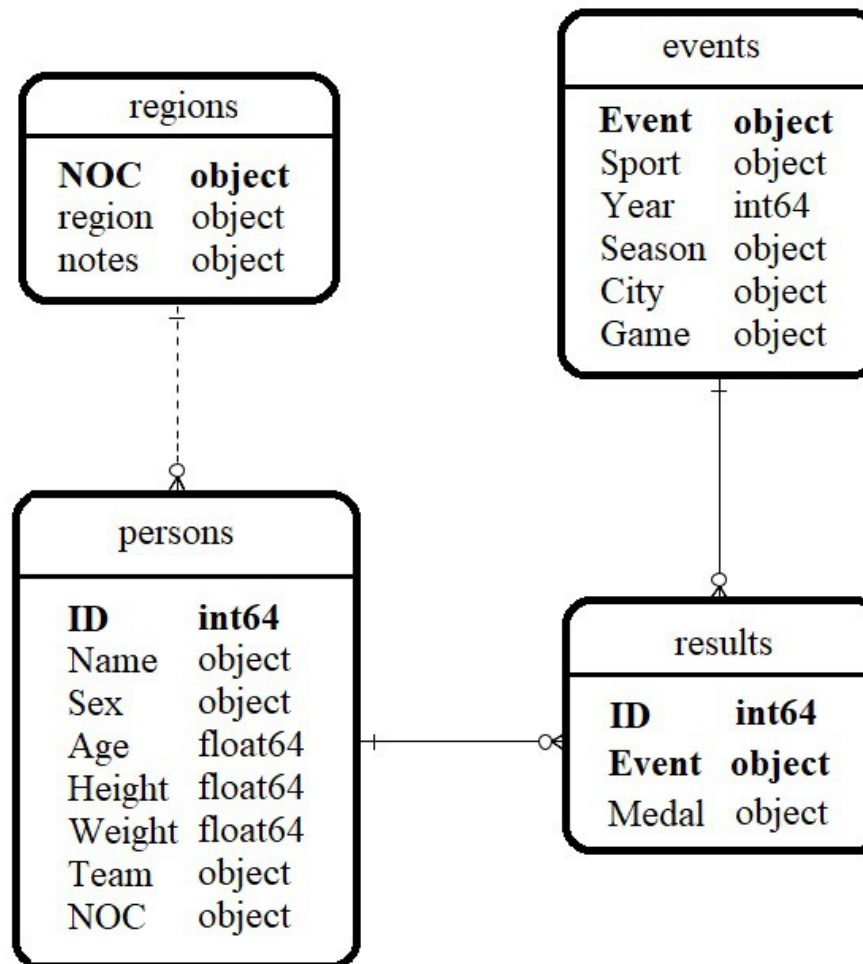 regions
NOC object
region object
notes object
events
Event object
Sport object
Year int64
Season object
City object
Game object
persons
ID int64
Name object
Sex object
Age float64
Height float64
Weight float64
Team object
NOC object
results
ID int64
Event object
Medal object